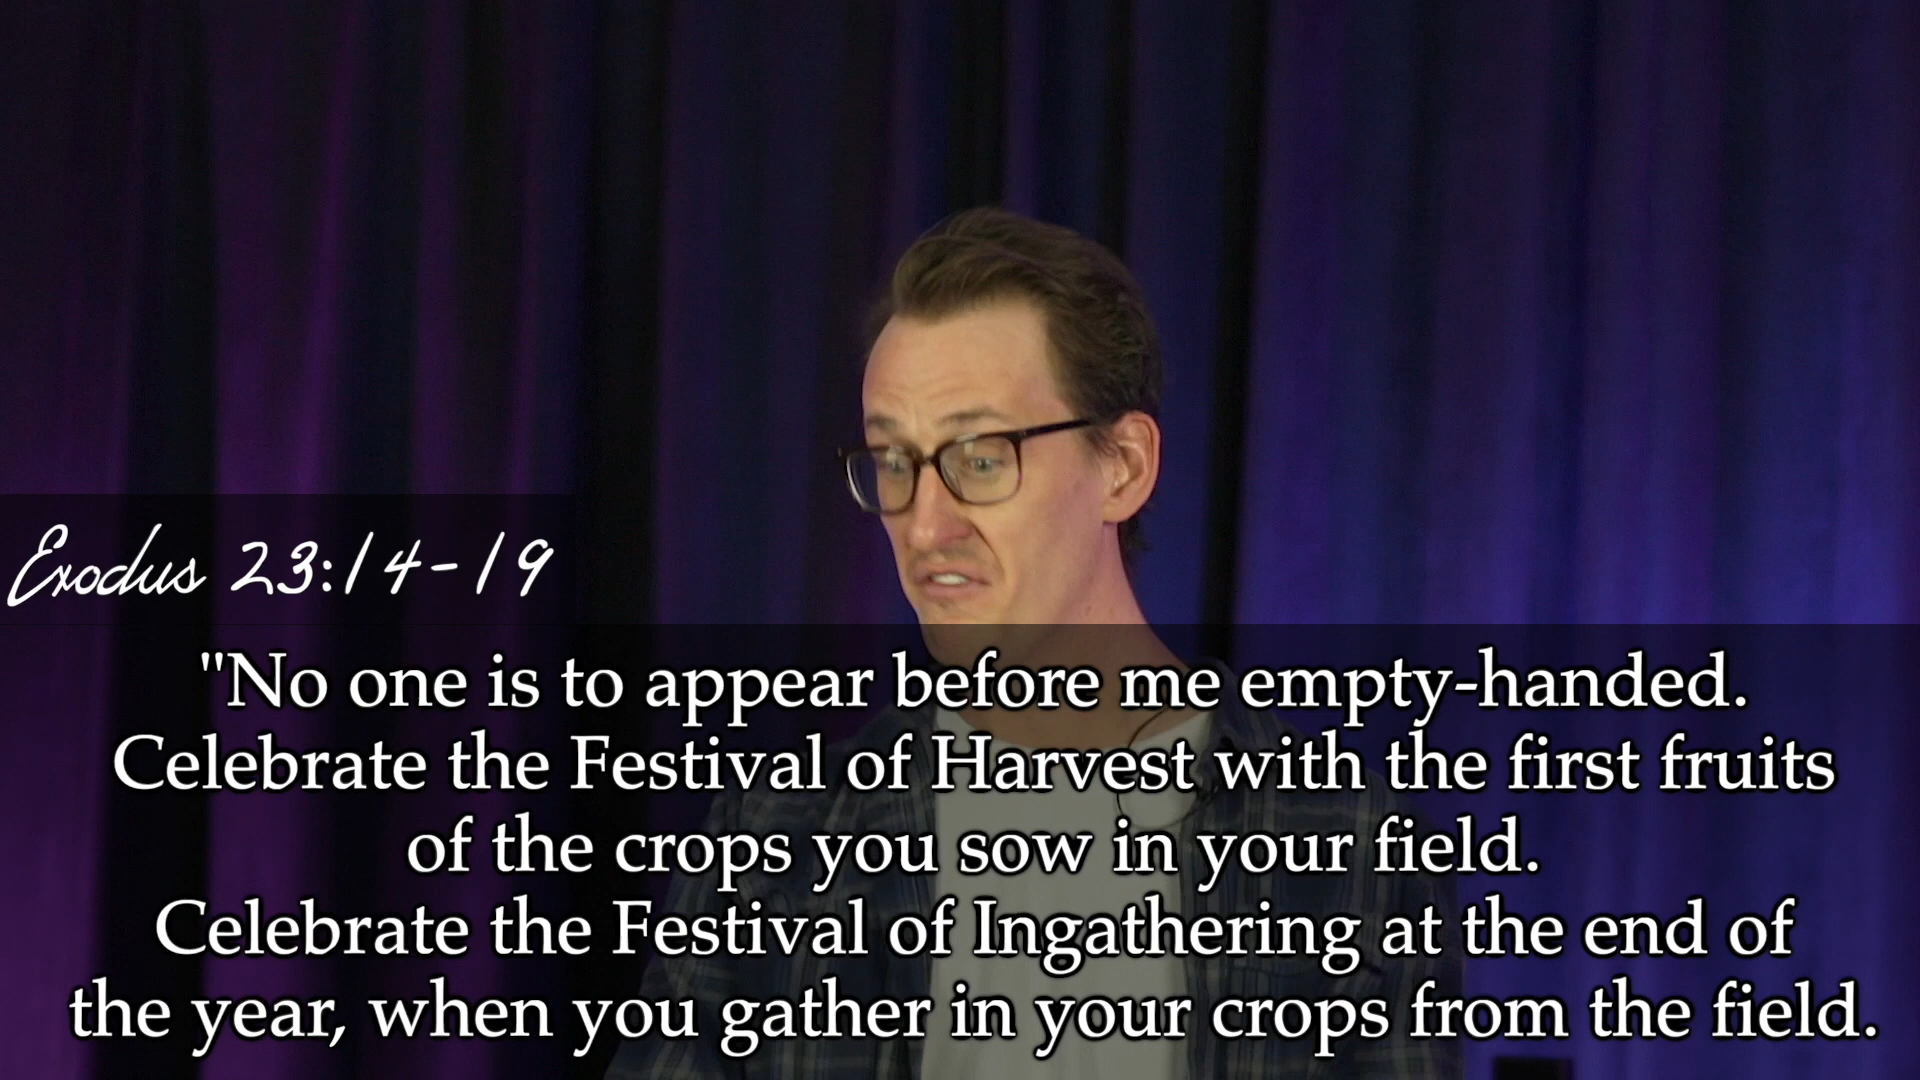 Exodus 23:14-19
"No one is to appear before me empty-handed.
Celebrate the Festival of Harvest with the first fruits
of the crops you sow in your field.
Celebrate the Festival of Ingathering at the end of
the year, when you gather in your crops from the field.